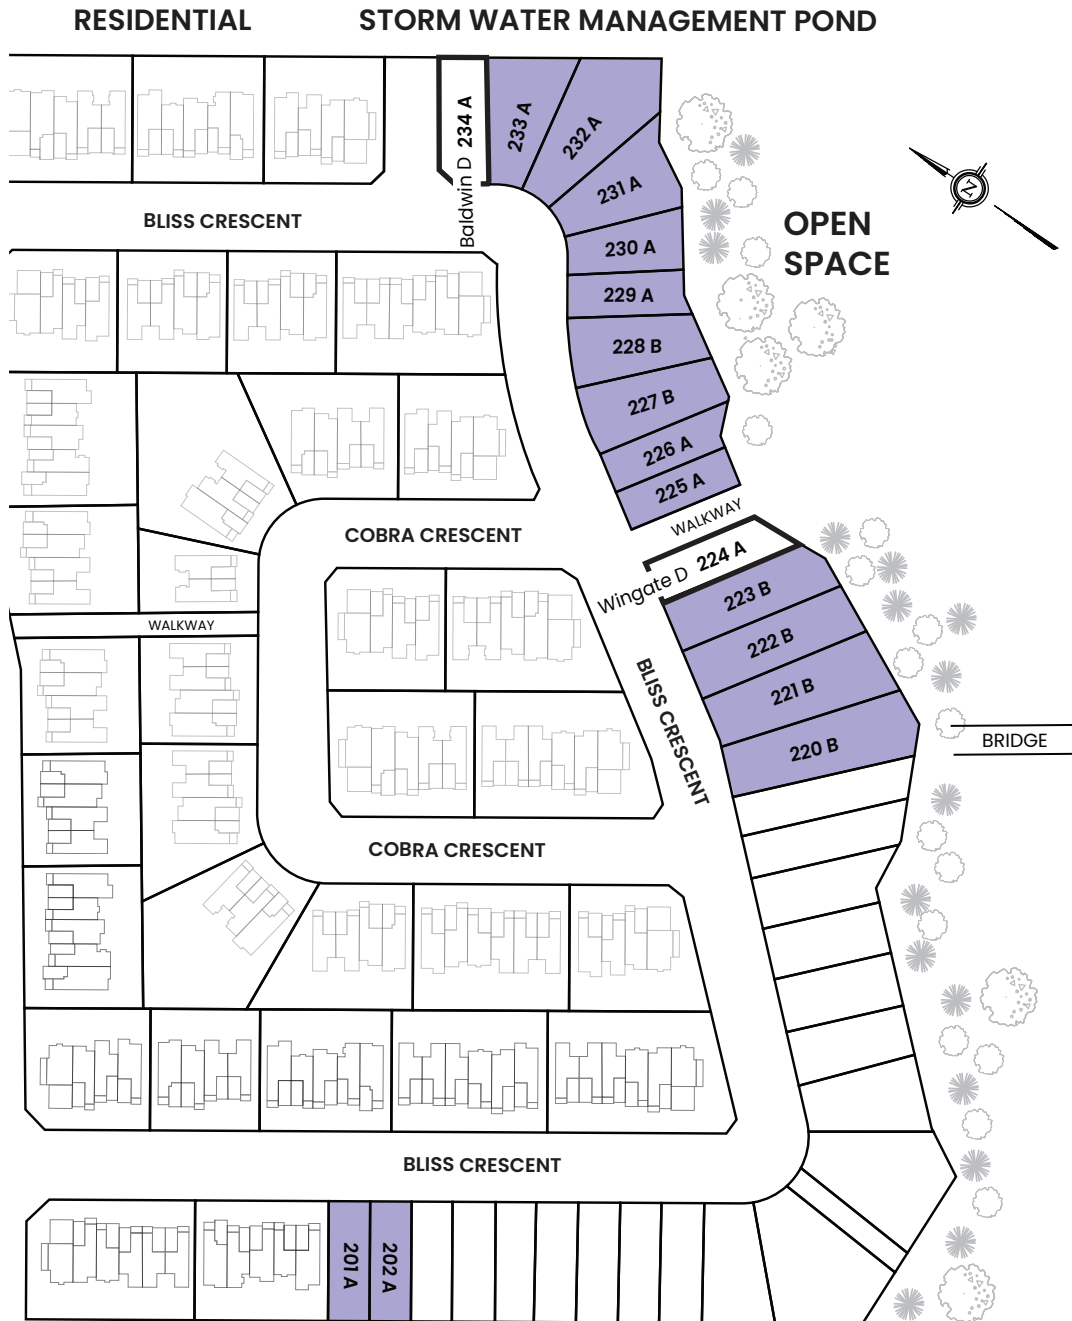 RESIDENTIAL
STORM WATER MANAGEMENT POND
Baldwin D 234 A
233 A
232 A
231 A
BLISS CRESCENT
230 A
OPEN
SPACE
N
229 A
228 B
227 B
226 A
225 A
WALKWAY
COBRA CRESCENT
Wingate D 224 A
223 B
WALKWAY
222 B
221 B
220 B
BLISS CRESCENT
BRIDGE
COBRA CRESCENT
BLISS CRESCENT
201 A
202 A